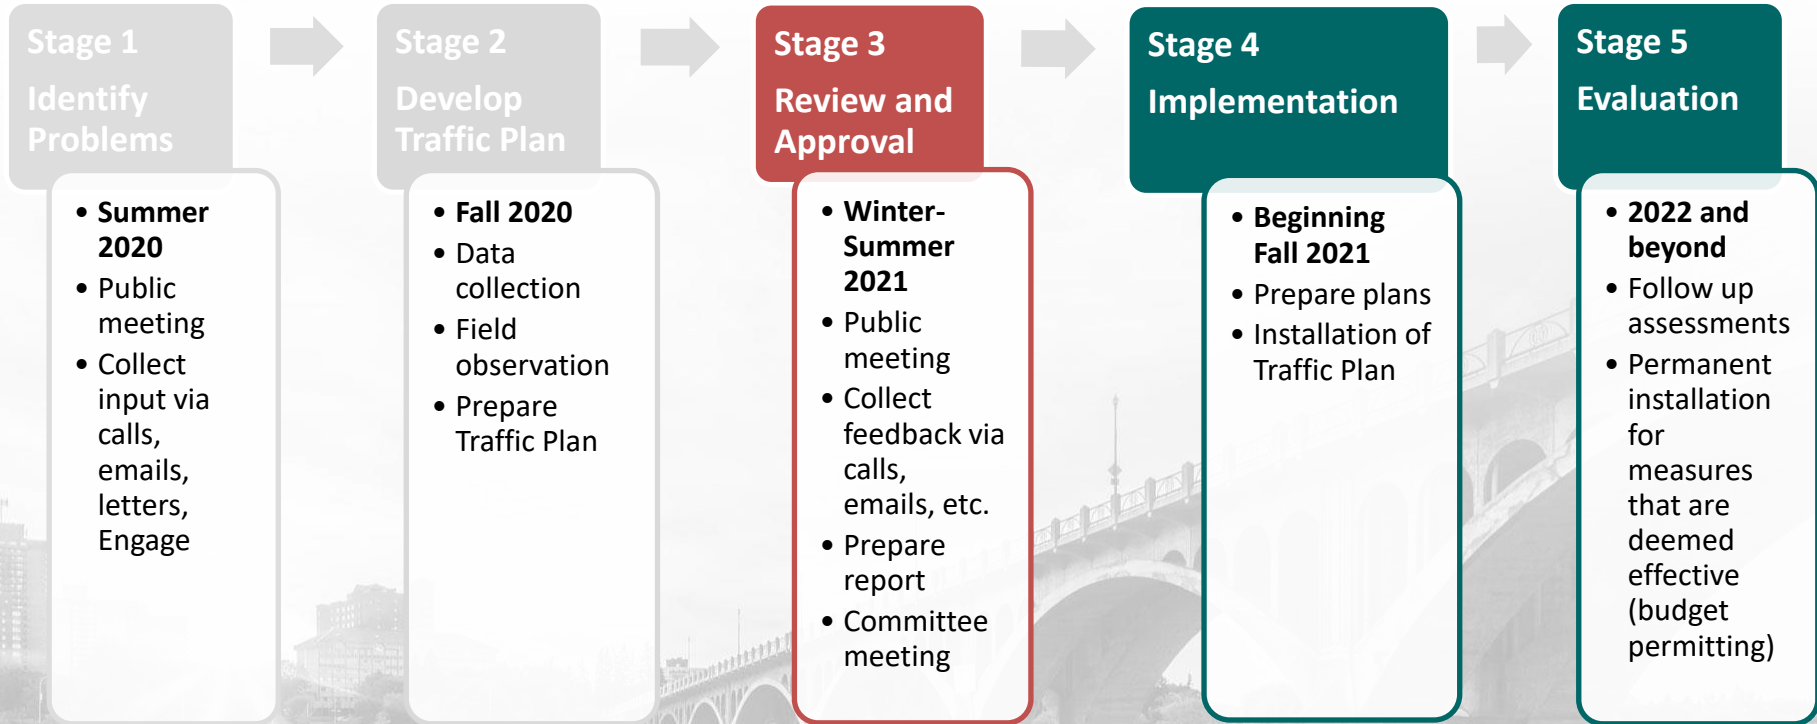 Stage 1
Identify
Problems
• Summer
2020
• Public
meeting
• Collect
input via
calls,
emails,
letters,
Engage
Stage 2
Develop
Traffic Plan
• Fall 2020
• Data
collection
• Field
observation
• Prepare
Traffic Plan
Stage 3
Review and
Approval
• Winter-
Summer
2021
• Public
meeting
• Collect
feedback via
calls,
emails, etc.
• Prepare
report
• Committee
meeting
Stage 4
Implementation
• Beginning
Fall 2021
• Prepare plans
• Installation of
Traffic Plan
Stage 5
Evaluation
• 2022 and
beyond
• Follow up
assessments
• Permanent
installation
for
measures
that are
deemed
effective
(budget
permitting)